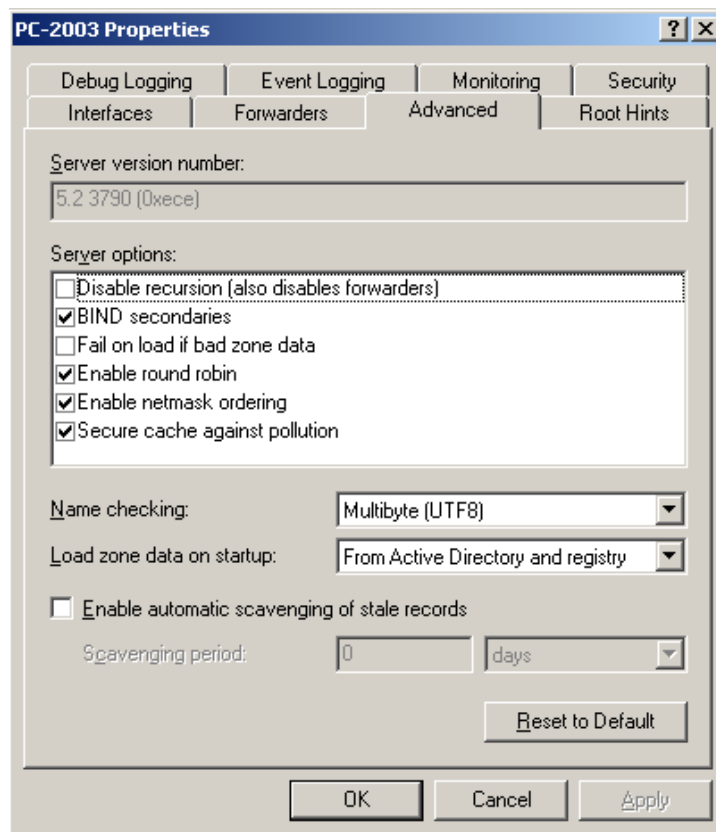 PC-2003 Properties
Debug Logging Event Logging Monitoring Security
Interfaces Forwarders Advanced Root Hints
Server version number:
5.2 3790 (0xece)
Server options:
Disable recursion (also disables forwarders)
BIND secondaries
Fail on load if bad zone data
Enable round robin
Enable netmask ordering
Secure cache against pollution
Name checking: Multibyte (UTF8)
Load zone data on startup: From Active Directory and registry
Enable automatic scavenging of stale records
Scavenging period: 0 days
Reset to Default
OK Cancel Apply